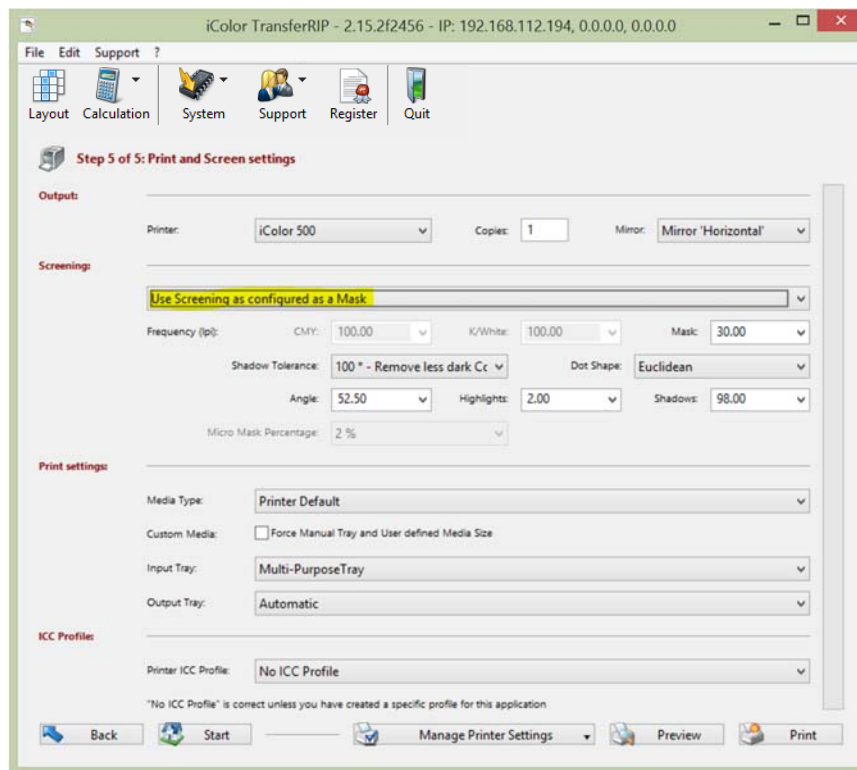 iColor TransferRIP - 2.15.2f2456 - IP: 192.168.112.194, 0.0.0.0, 0.0.0.0
File Edit Support ?
Layout Calculation System Support Register Quit
Step 5 of 5: Print and Screen settings
Output:
Printer: iColor 500 Copies: 1 Mirror: Mirror 'Horizontal'
Screening:
Use Screening as configured as a Mask
Frequency (lpi): CMY: 100.00 K/White: 100.00 Mask: 30.00
Shadow Tolerance: 100 * - Remove less dark Cc Dot Shape: Euclidean
Angle: 52.50 Highlights: 2.00 Shadows: 98.00
Micro Mask Percentage: 2 %
Print settings:
Media Type: Printer Default
Custom Media: Force Manual Tray and User defined Media Size
Input Tray: Multi-PurposeTray
Output Tray: Automatic
ICC Profile:
Printer ICC Profile: No ICC Profile
"No ICC Profile" is correct unless you have created a specific profile for this application
Back Start Manage Printer Settings Preview Print